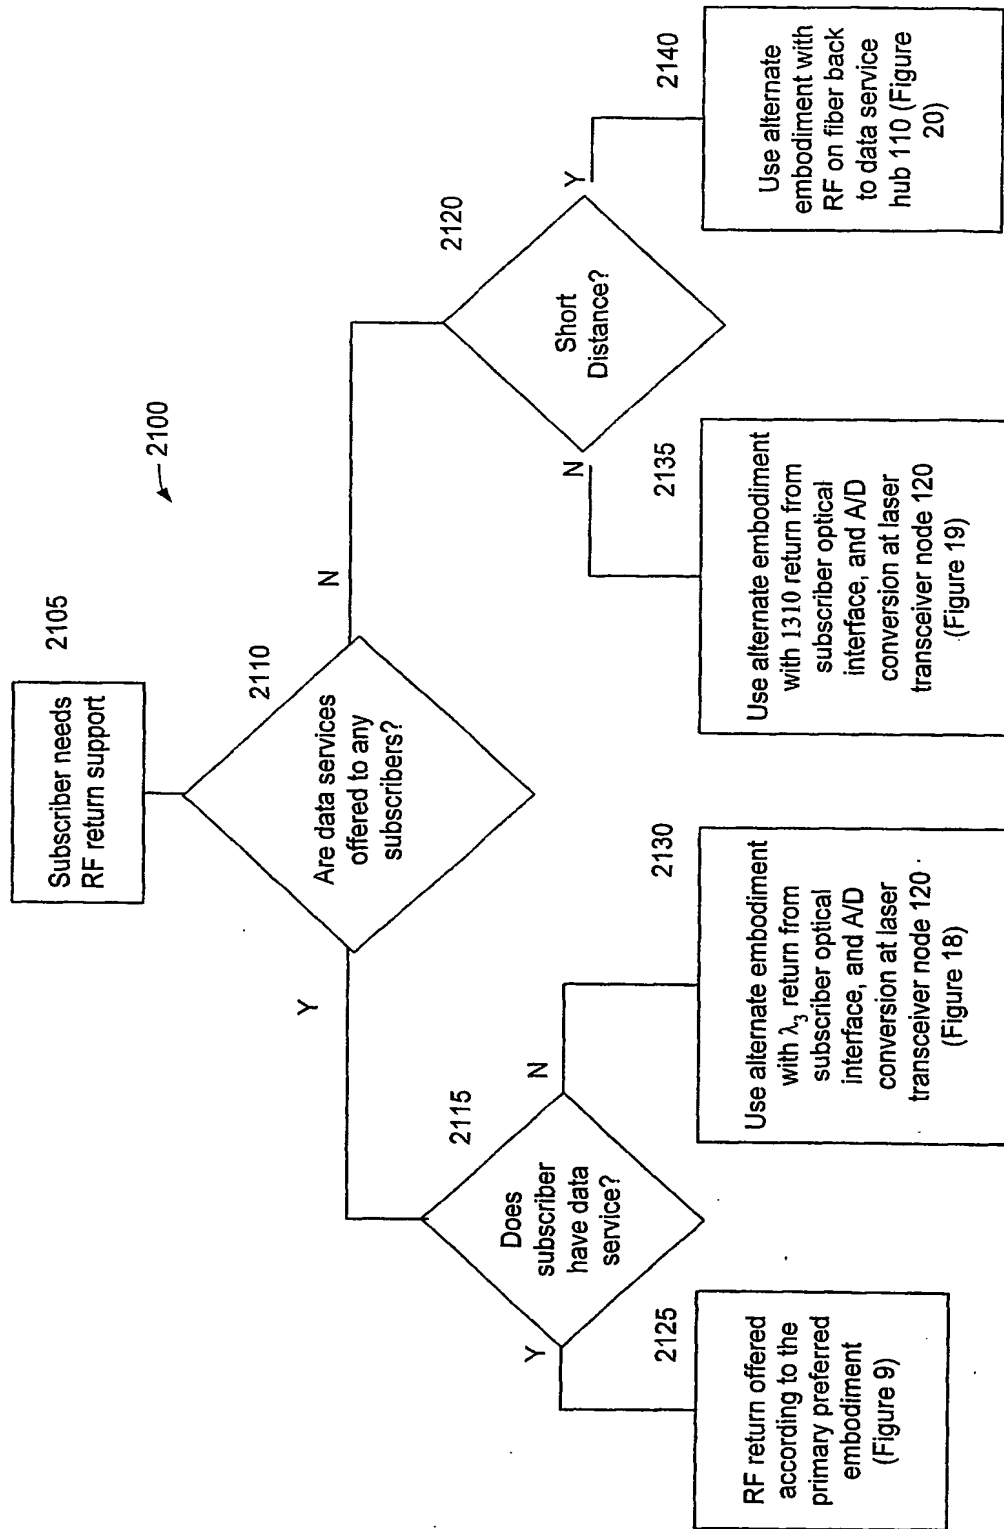 2100
2105
Subscriber needs
RF return support
2110
Are data services
offered to any
subscribers?
Y
N
2115
Does
subscriber
have data
service?
Y
N
2120
Short
Distance?
N
Y
2125
RF return offered
according to the
primary preferred
embodiment
(Figure 9)
2130
Use alternate embodiment
with λ₃ return from
subscriber optical
interface, and A/D
conversion at laser
transceiver node 120
(Figure 18)
2135
Use alternate embodiment
with 1310 return from
subscriber optical
interface, and A/D
conversion at laser
transceiver node 120
(Figure 19)
2140
Use alternate
embodiment with
RF on fiber back
to data service
hub 110 (Figure
20)